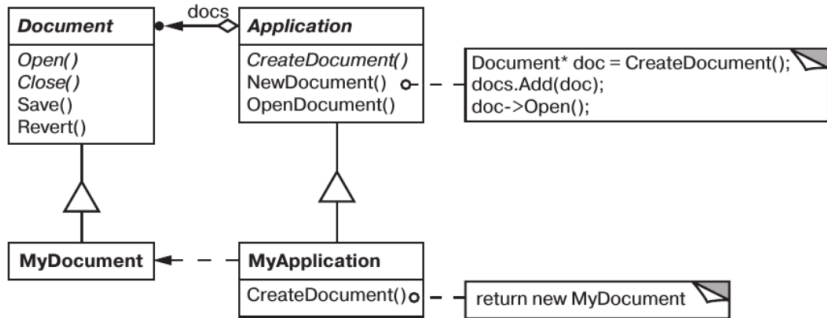 Document
Open()
Close()
Save()
Revert()
docs
Application
CreateDocument()
NewDocument()
OpenDocument()
Document* doc = CreateDocument();
docs.Add(doc);
doc->Open();
MyDocument
MyApplication
CreateDocument()
return new MyDocument